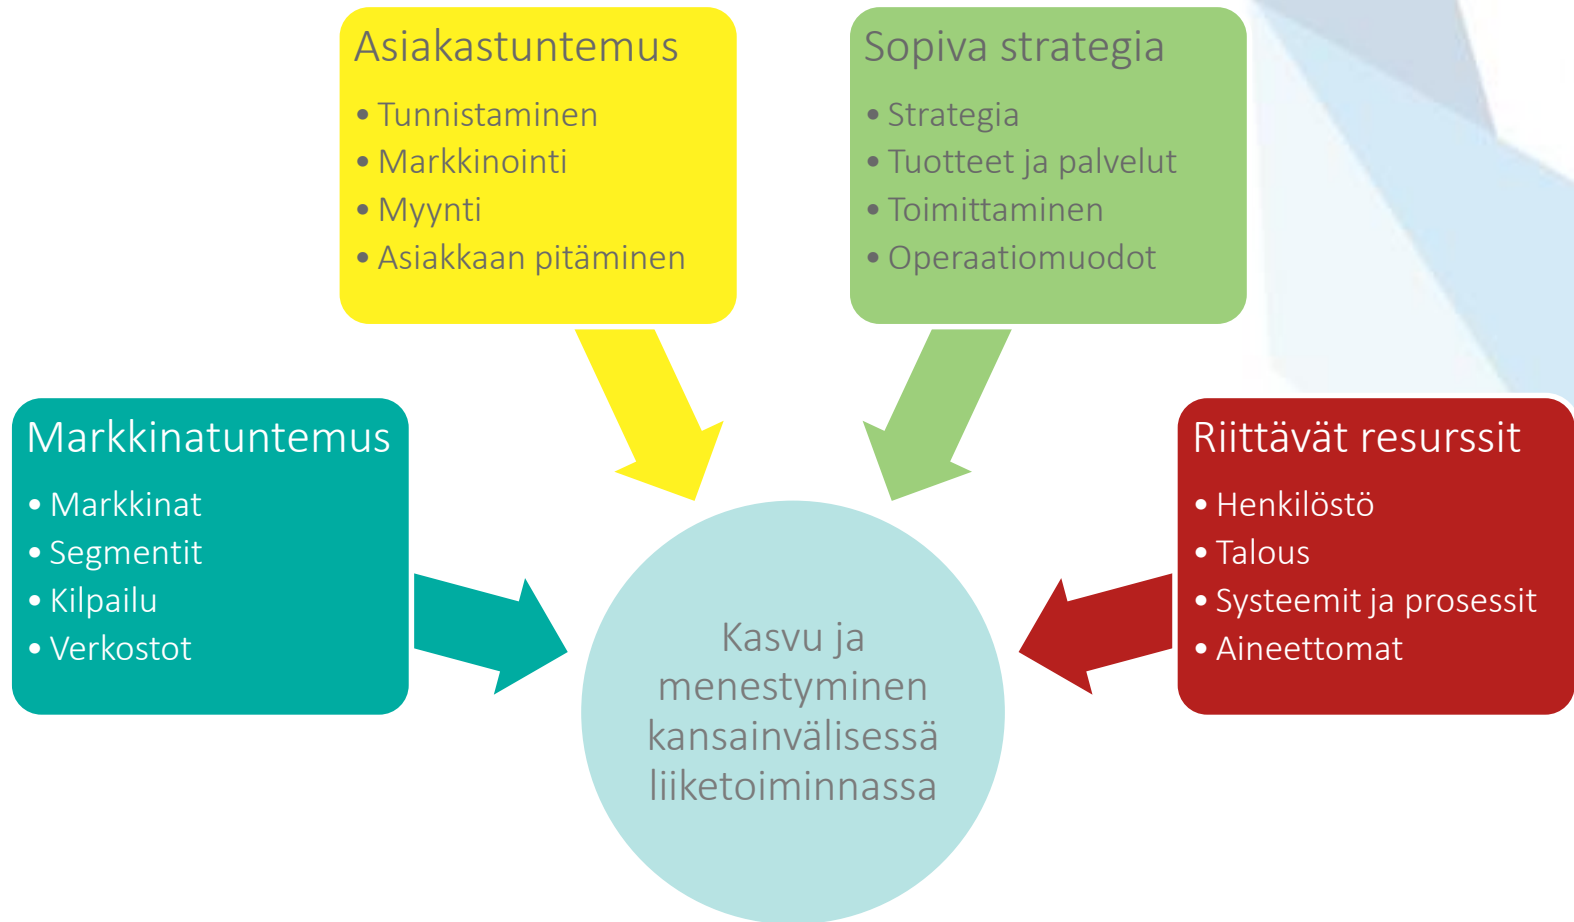 Asiakastuntemus
• Tunnistaminen
• Markkinointi
• Myynti
• Asiakkaan pitäminen
Sopiva strategia
• Strategia
• Tuotteet ja palvelut
• Toimittaminen
• Operaatiomuodot
Markkinatuntemus
• Markkinat
• Segmentit
• Kilpailu
• Verkostot
Riittävät resurssit
• Henkilöstö
• Talous
• Systeemit ja prosessit
• Aineettomat
Kasvu ja
menestyminen
kansainvälisessä
liiketoiminnassa